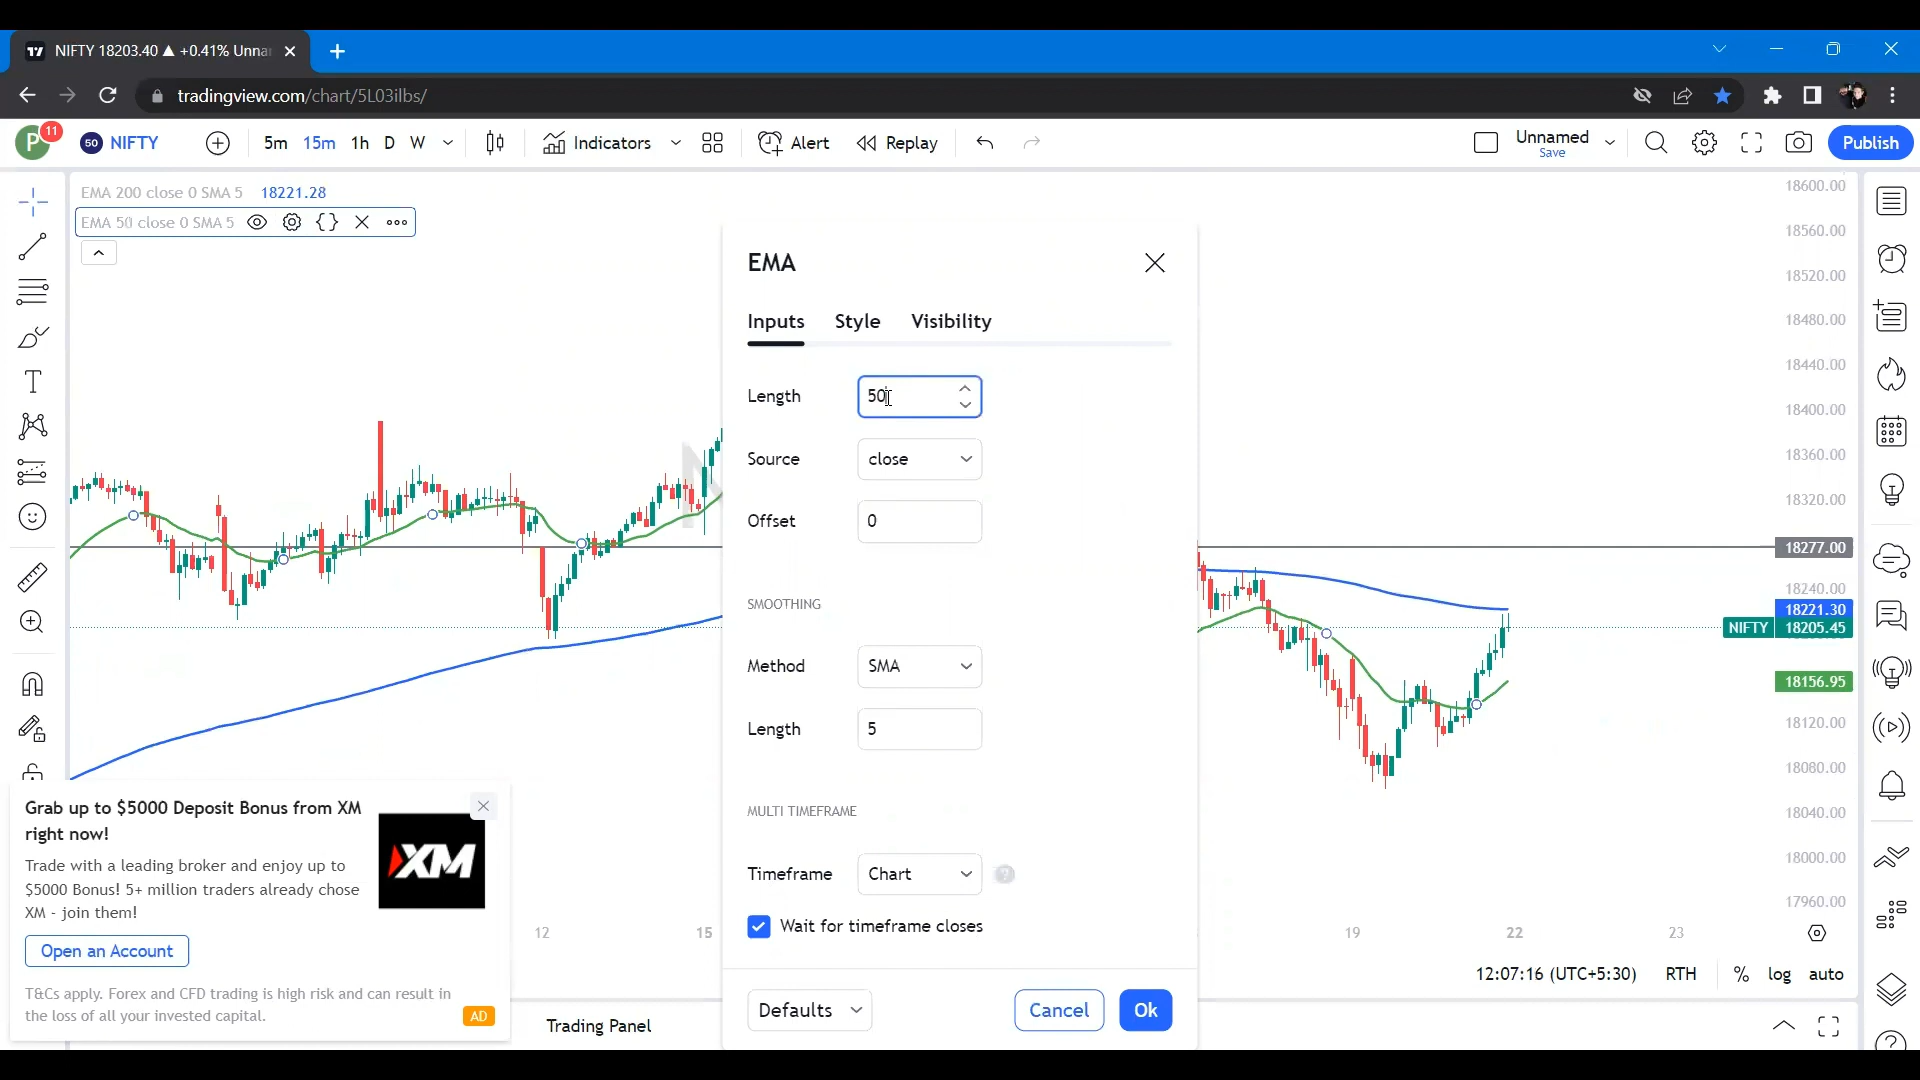 NIFTY 18203.40 ▲ +0.41% Unna
tradingview.com/chart/5L03ilbs/
P 11 50 NIFTY 5m 15m 1h D W Indicators Alert Replay Unnamed Save Publish
EMA 200 close 0 SMA 5 18221.28
EMA 50 close 0 SMA 5
EMA
Inputs Style Visibility
Length 50
Source close
Offset 0
SMOOTHING
Method SMA
Length 5
MULTI TIMEFRAME
Timeframe Chart
Wait for timeframe closes
Defaults Cancel Ok
18600.00
18560.00
18520.00
18480.00
18440.00
18400.00
18360.00
18320.00
18277.00
18240.00
18221.30
NIFTY 18205.45
18156.95
18120.00
18080.00
18040.00
18000.00
17960.00
12 15 19 22 23
12:07:16 (UTC+5:30) RTH % log auto
Grab up to $5000 Deposit Bonus from XM
right now!
Trade with a leading broker and enjoy up to
$5000 Bonus! 5+ million traders already chose
XM - join them!
XM
Open an Account
T&Cs apply. Forex and CFD trading is high risk and can result in
the loss of all your invested capital.
AD
Trading Panel